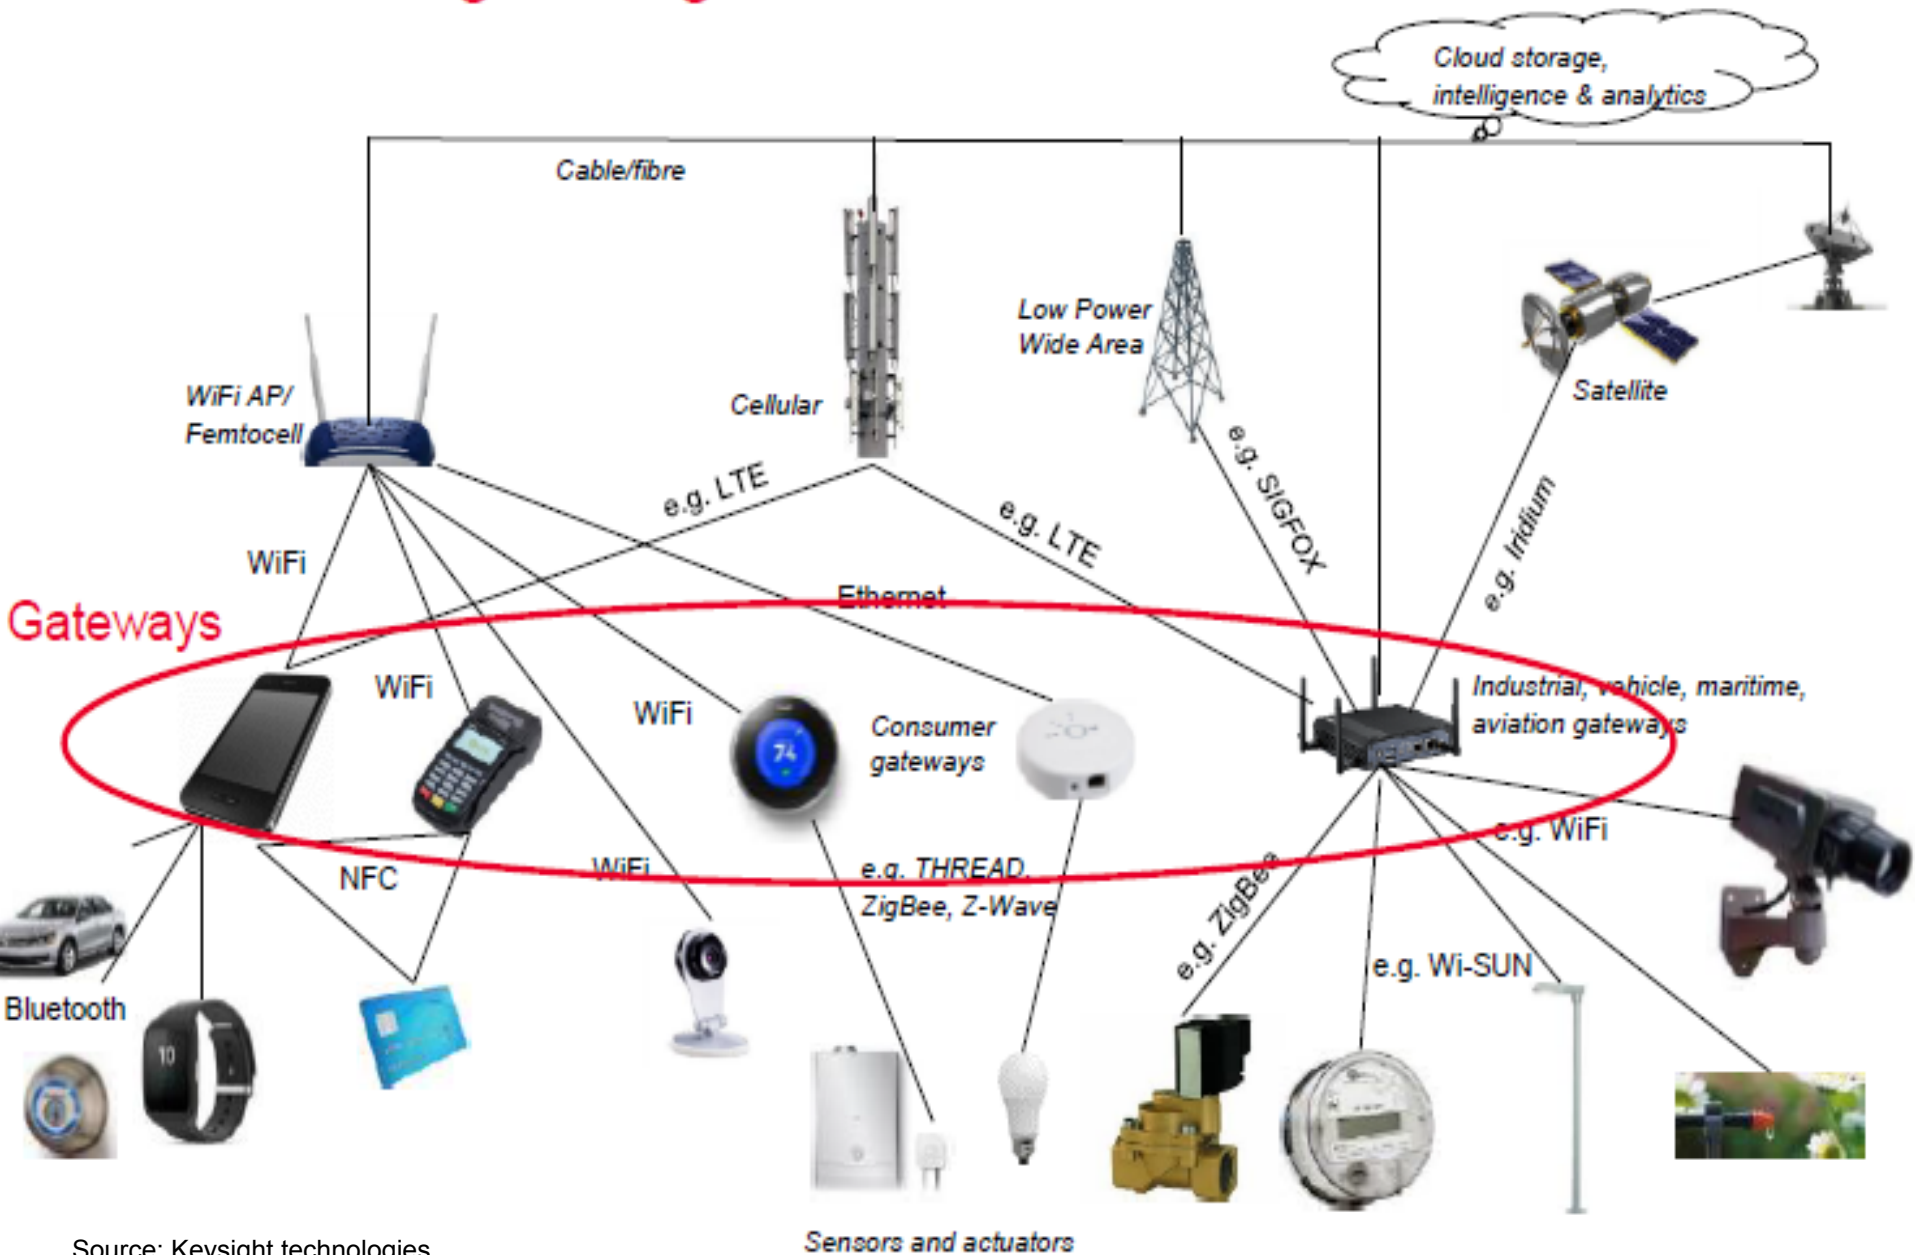 Cloud storage,
intelligence & analytics
Cable/fibre
Low Power
Wide Area
WiFi AP/
Femtocell
Cellular
Satellite
e.g. LTE
e.g. LTE
e.g. SIGFOX
e.g. Iridium
WiFi
Ethernet
Gateways
WiFi
WiFi
Consumer
gateways
Industrial, vehicle, maritime,
aviation gateways
74
e.g. WiFi
NFC
WiFi
e.g. THREAD,
ZigBee, Z-Wave
e.g. ZigBee
e.g. Wi-SUN
Bluetooth
10
Sensors and actuators
Source: Keysight technologies